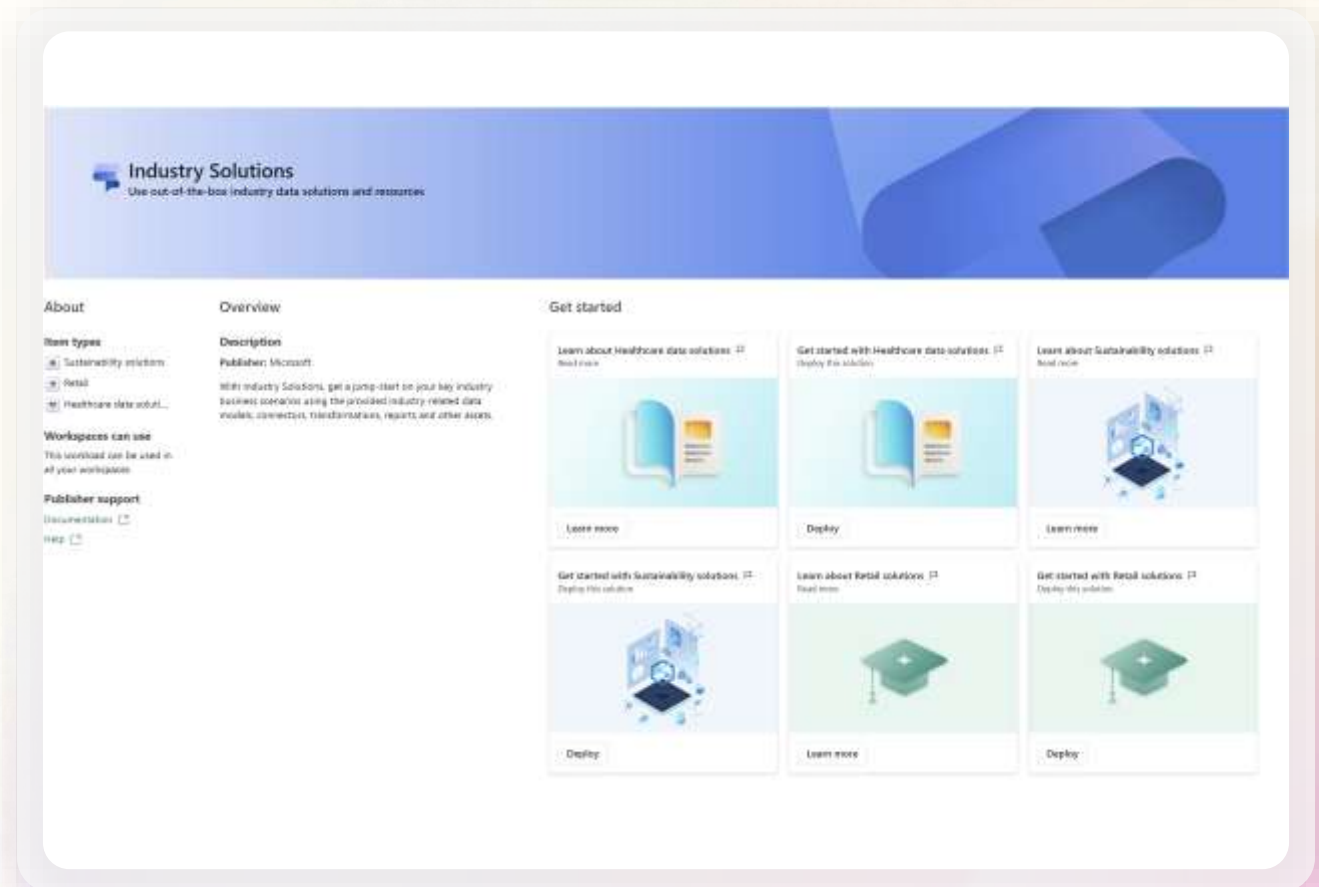 Industry Solutions
Use out-of-the-box industry data solutions and resources
About
Item types
Sustainability solutions
Retail
Healthcare data soluti...
Workspaces can use
This workload can be used in
all your workspaces
Publisher support
Documentation
Help
Overview
Description
Publisher: Microsoft
With Industry Solutions, get a jump-start on your key industry
business scenarios using the provided industry-related data
models, connectors, transformations, reports and other assets.
Get started
Learn about Healthcare data solutions
Read more
Learn more
Get started with Healthcare data solutions
Deploy this solution
Deploy
Learn about Sustainability solutions
Read more
Learn more
Get started with Sustainability solutions
Deploy this solution
Deploy
Learn about Retail solutions
Read more
Learn more
Get started with Retail solutions
Deploy this solution
Deploy